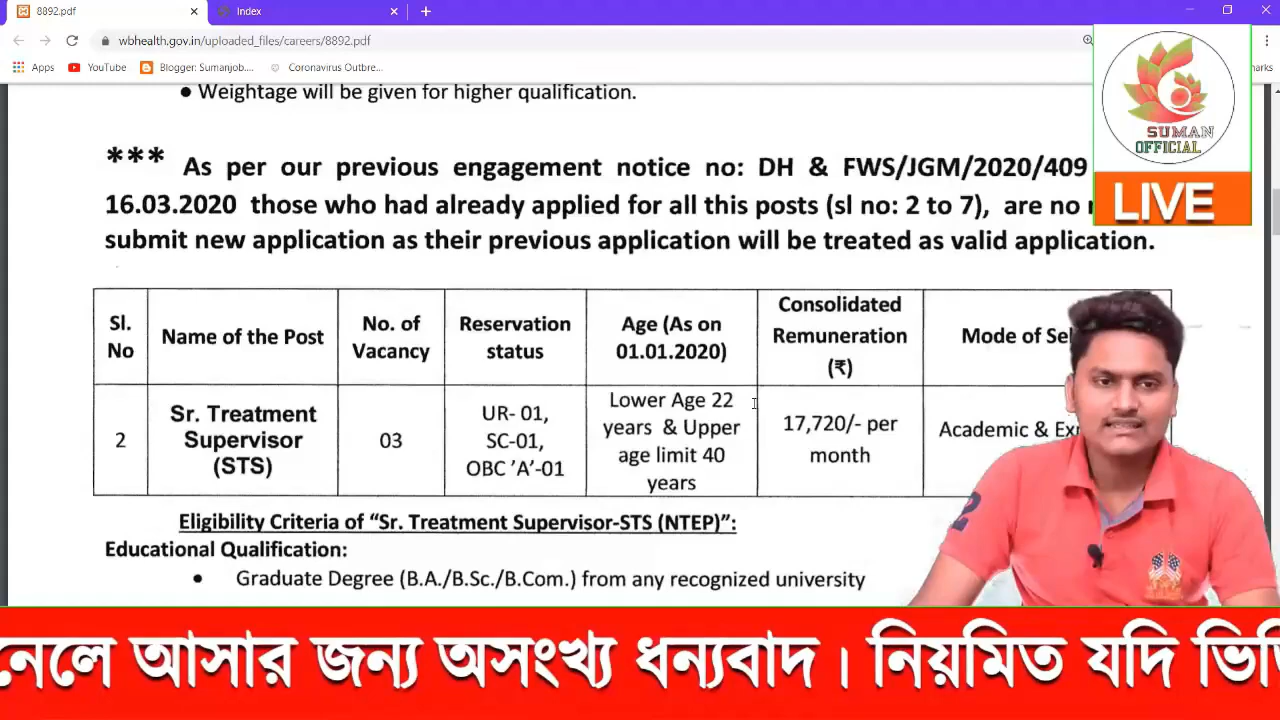 8892.pdf
Index
wbhealth.gov.in/uploaded_files/careers/8892.pdf
Apps
YouTube
Blogger: Sumanjob....
Coronavirus Outbre...
● Weightage will be given for higher qualification.
SUMAN
OFFICIAL
LIVE
*** As per our previous engagement notice no: DH & FWS/JGM/2020/409
16.03.2020 those who had already applied for all this posts (sl no: 2 to 7), are no
submit new application as their previous application will be treated as valid application.
Sl. No
Name of the Post
No. of Vacancy
Reservation status
Age (As on 01.01.2020)
Consolidated Remuneration (₹)
Mode of
2
Sr. Treatment Supervisor (STS)
03
UR- 01,
SC-01,
OBC 'A'-01
Lower Age 22
years & Upper
age limit 40
years
17,720/- per
month
Academic &
Eligibility Criteria of “Sr. Treatment Supervisor-STS (NTEP)”:
Educational Qualification:
• Graduate Degree (B.A./B.Sc./B.Com.) from any recognized university
2
নেলে আসার জন্য অসংখ্য ধন্যবাদ। নিয়মিত যদি